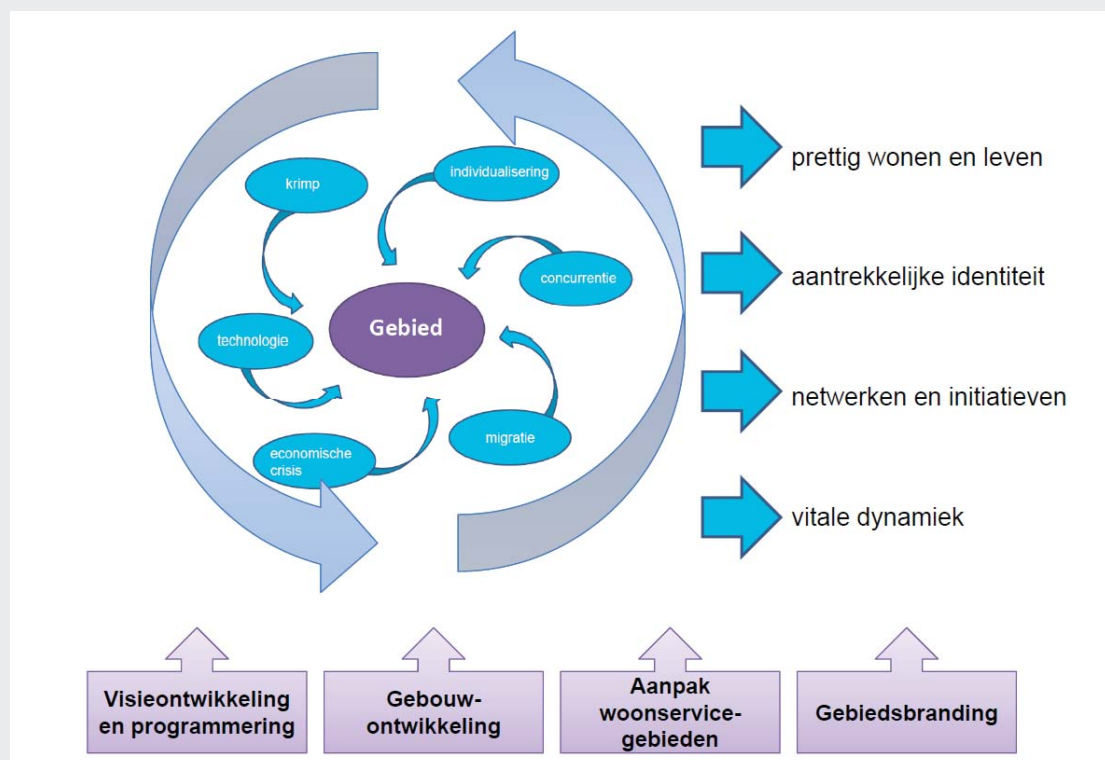 individualisering
krimp
concurrentie
Gebied
technologie
migratie
economische
crisis
prettig wonen en leven
aantrekkelijke identiteit
netwerken en initiatieven
vitale dynamiek
Visieontwikkeling
en programmering
Gebouw-
ontwikkeling
Aanpak
woonservice-
gebieden
Gebiedsbranding